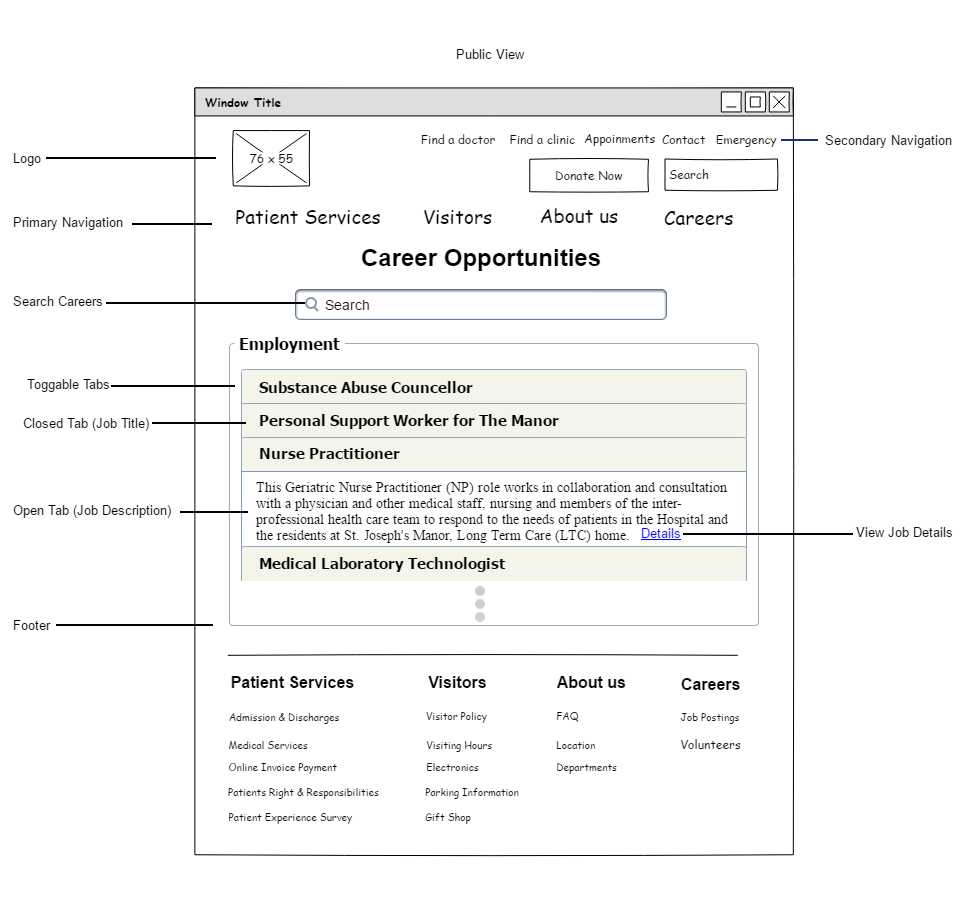 Public View
Window Title
Logo
76 x 55
Find a doctor Find a clinic Appoinments Contact Emergency
Secondary Navigation
Donate Now
Search
Primary Navigation
Patient Services Visitors About us Careers
Career Opportunities
Search Careers
Search
Employment
Toggable Tabs
Substance Abuse Councellor
Closed Tab (Job Title)
Personal Support Worker for The Manor
Nurse Practitioner
Open Tab (Job Description)
This Geriatric Nurse Practitioner (NP) role works in collaboration and consultation
with a physician and other medical staff, nursing and members of the inter-
professional health care team to respond to the needs of patients in the Hospital and
the residents at St. Joseph's Manor, Long Term Care (LTC) home. Details
View Job Details
Medical Laboratory Technologist
Footer
Patient Services Visitors About us Careers
Admission & Discharges Visitor Policy FAQ Job Postings
Medical Services Visiting Hours Location Volunteers
Online Invoice Payment Electronics Departments
Patients Right & Responsibilities Parking Information
Patient Experience Survey Gift Shop